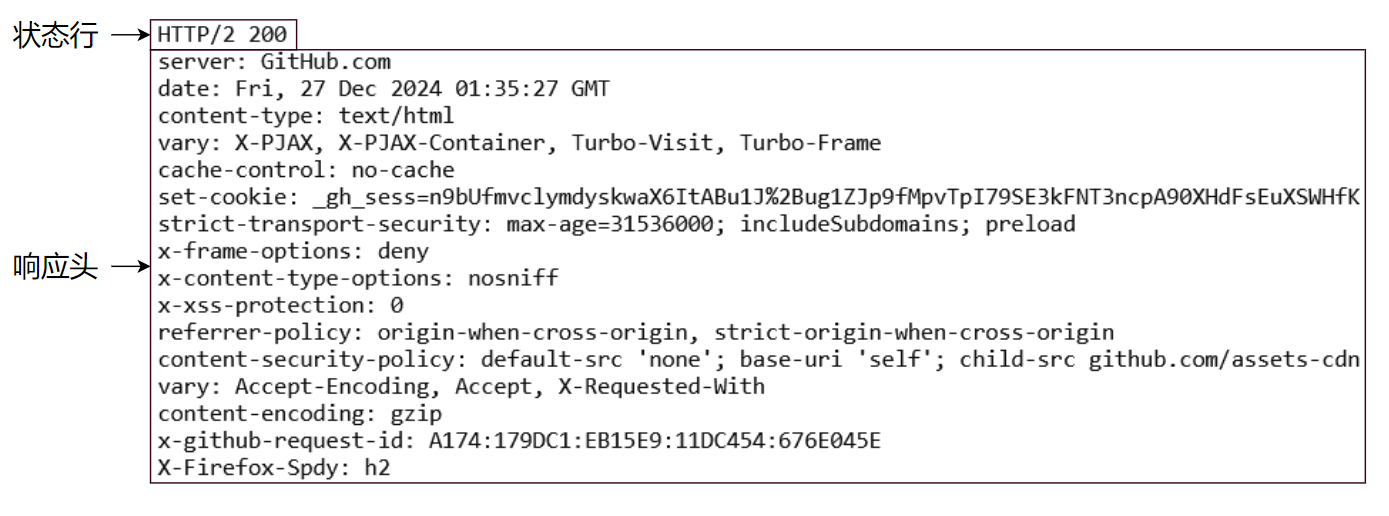 状态行
HTTP/2 200
server: GitHub.com
date: Fri, 27 Dec 2024 01:35:27 GMT
content-type: text/html
vary: X-PJAX, X-PJAX-Container, Turbo-Visit, Turbo-Frame
cache-control: no-cache
set-cookie: _gh_sess=n9bUfmvclymdyskwaX6ItABu1J%2Bug1ZJp9fMpvTpI79SE3kFNT3ncpA90XHdFsEuXSWHfK
strict-transport-security: max-age=31536000; includeSubdomains; preload
x-frame-options: deny
响应头
x-content-type-options: nosniff
x-xss-protection: 0
referrer-policy: origin-when-cross-origin, strict-origin-when-cross-origin
content-security-policy: default-src 'none'; base-uri 'self'; child-src github.com/assets-cdn
vary: Accept-Encoding, Accept, X-Requested-With
content-encoding: gzip
x-github-request-id: A174:179DC1:EB15E9:11DC454:676E045E
X-Firefox-Spdy: h2